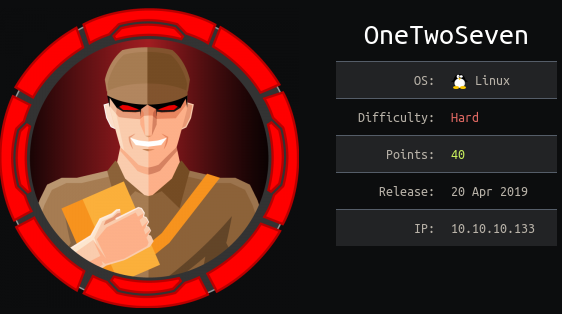 OneTwoSeven
OS: Linux
Difficulty: Hard
Points: 40
Release: 20 Apr 2019
IP: 10.10.10.133